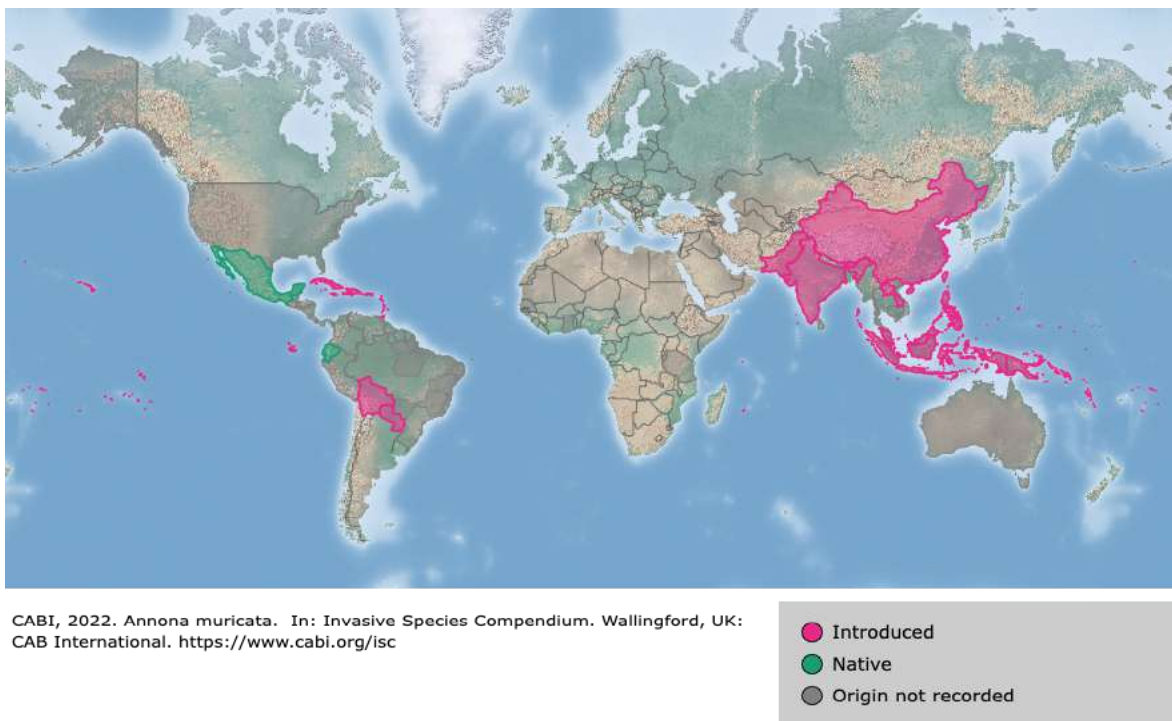 CABI, 2022. Annona muricata. In: Invasive Species Compendium. Wallingford, UK:
CAB International. https://www.cabi.org/isc
Introduced
Native
Origin not recorded